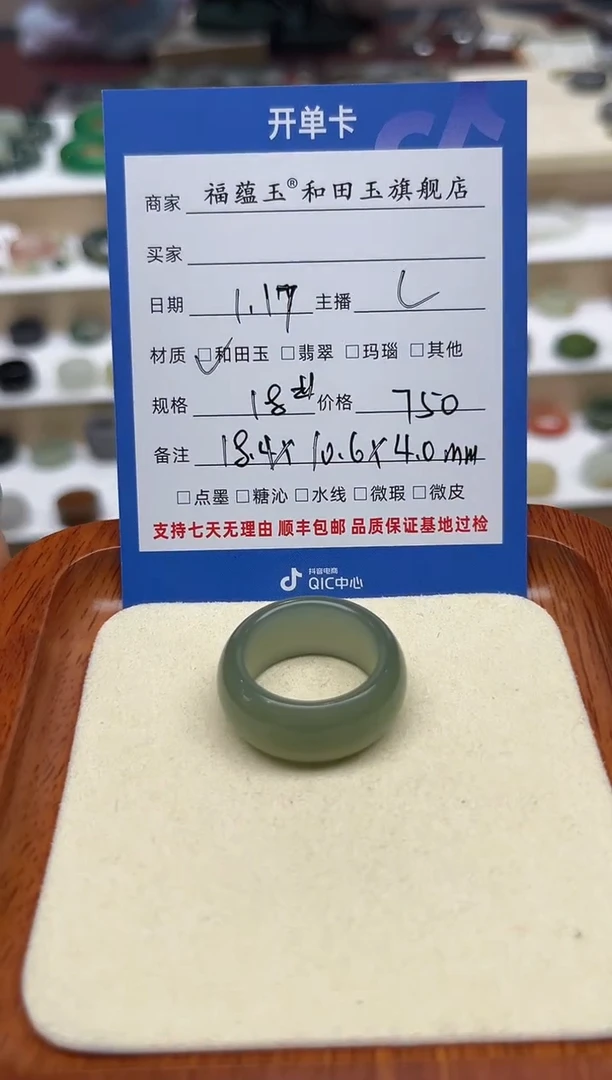 开单卡
商家 福蕴玉®和田玉旗舰店
买家
日期 1.17 主播
材质 ☑和田玉 □翡翠 □玛瑙 □其他
规格 18 价格 750
备注 18.4×10.6×4.0mm
□点墨 □糖沁 □水线 □微瑕 □微皮
支持七天无理由 顺丰包邮 品质保证基地过检
抖音电商
QIC中心